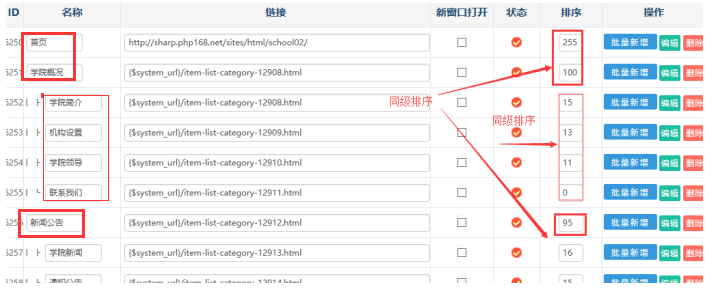 ID 名称 链接 新窗口打开 状态 排序 操作
5250 首页 http://sharp.php168.net/sites/html/school02/ 255 批量新增 编辑 删除
5251 学院概况 {$system_url}/item-list-category-12908.html 100 批量新增 编辑 删除
5252 学院简介 {$system_url}/item-list-category-12908.html 15 批量新增 编辑 删除
同级排序
同级排序
5253 机构设置 {$system_url}/item-list-category-12909.html 13 批量新增 编辑 删除
5254 学院领导 {$system_url}/item-list-category-12910.html 11 批量新增 编辑 删除
5255 联系我们 {$system_url}/item-list-category-12911.html 0 批量新增 编辑 删除
5256 新闻公告 {$system_url}/item-list-category-12912.html 95 批量新增 编辑 删除
5257 学院新闻 {$system_url}/item-list-category-12913.html 16 批量新增 编辑 删除
5258 通知公告 {$system_url}/item-list-category-12914.html 15 批量新增 编辑 删除